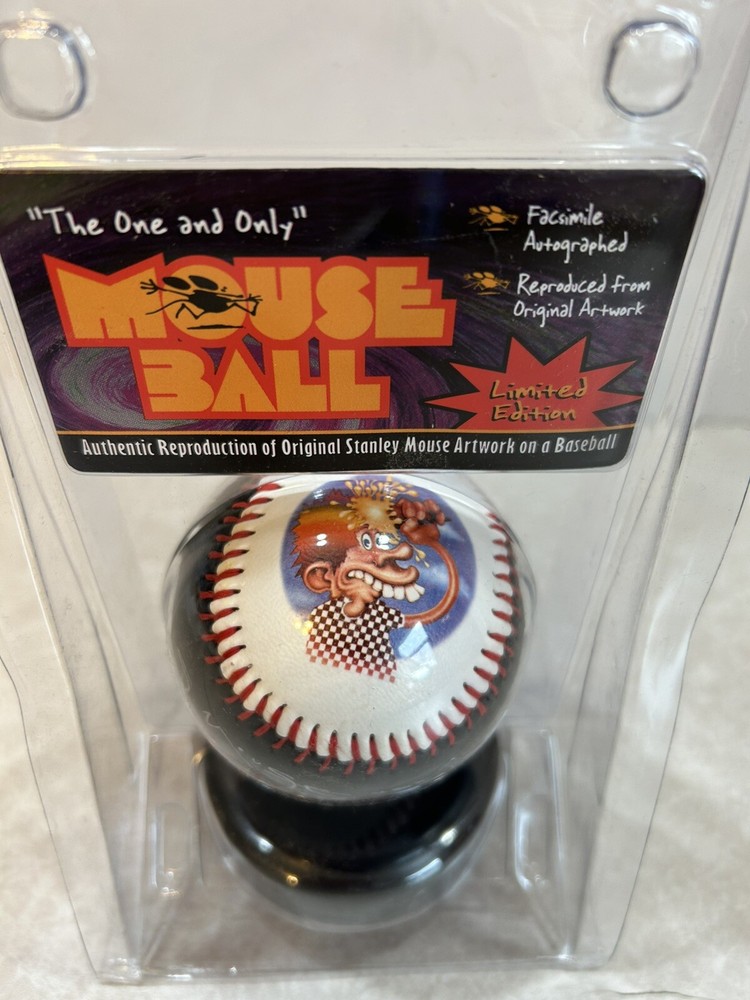 "The One and Only"
MOUSE
BALL
Facsimile
Autographed
Reproduced from
Original Artwork
Limited
Edition
Authentic Reproduction of Original Stanley Mouse Artwork on a Baseball